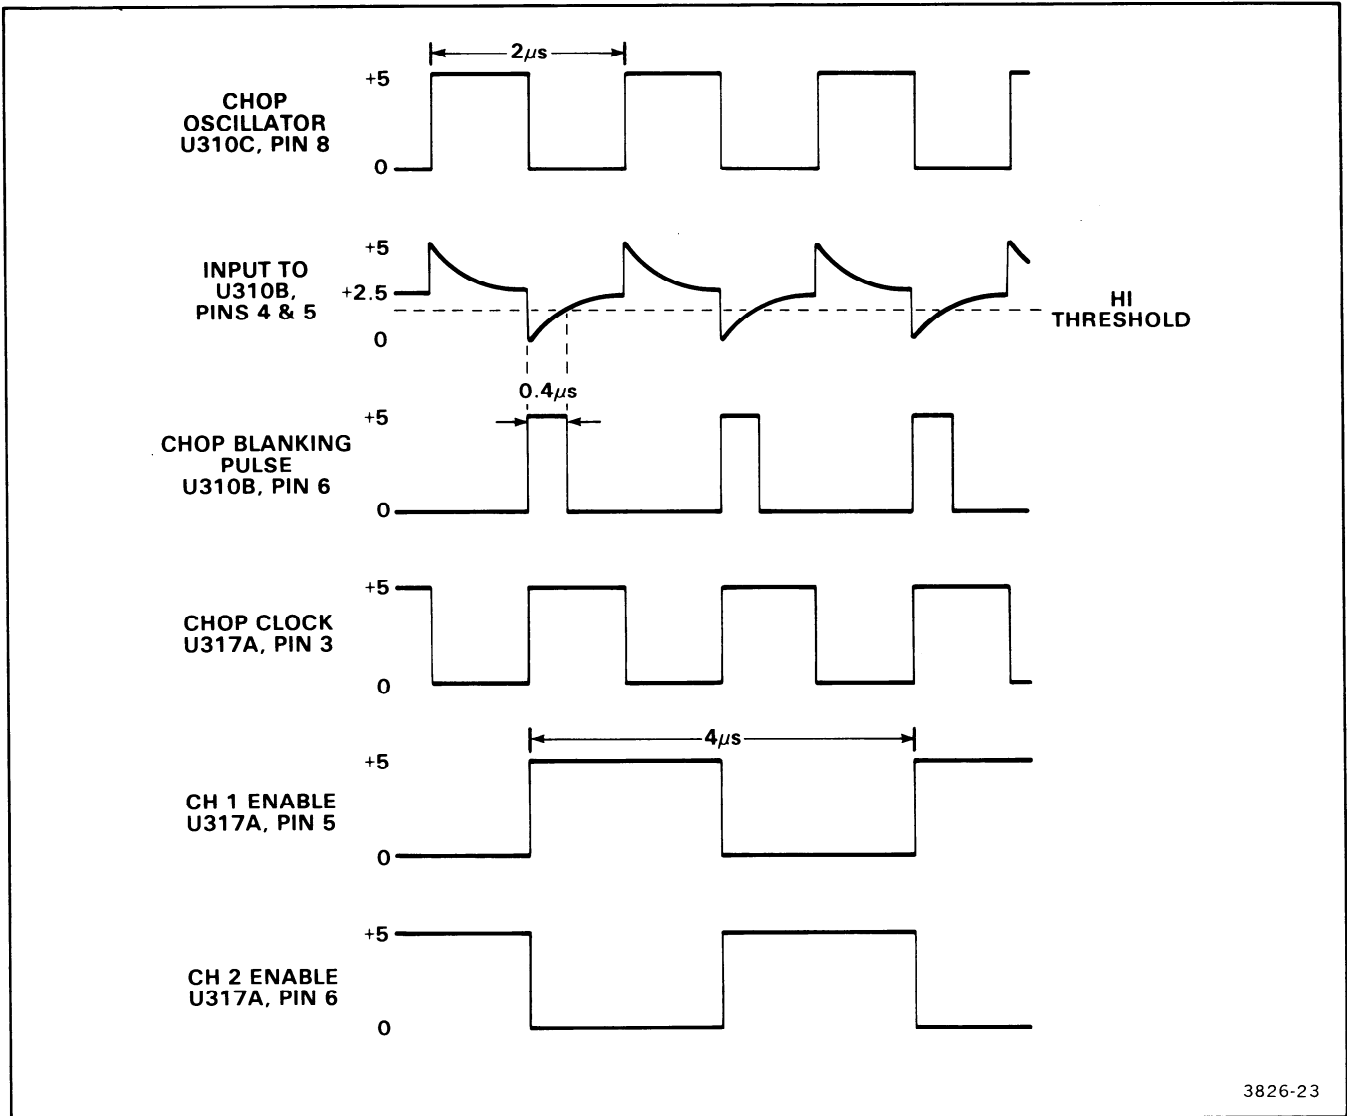 2μs
+5
CHOP
OSCILLATOR
U310C, PIN 8
0
+5
INPUT TO
U310B,
PINS 4 & 5
+2.5
0
HI
THRESHOLD
0.4μs
+5
CHOP BLANKING
PULSE
U310B, PIN 6
0
+5
CHOP CLOCK
U317A, PIN 3
0
4μs
+5
CH 1 ENABLE
U317A, PIN 5
0
+5
CH 2 ENABLE
U317A, PIN 6
0
3826-23